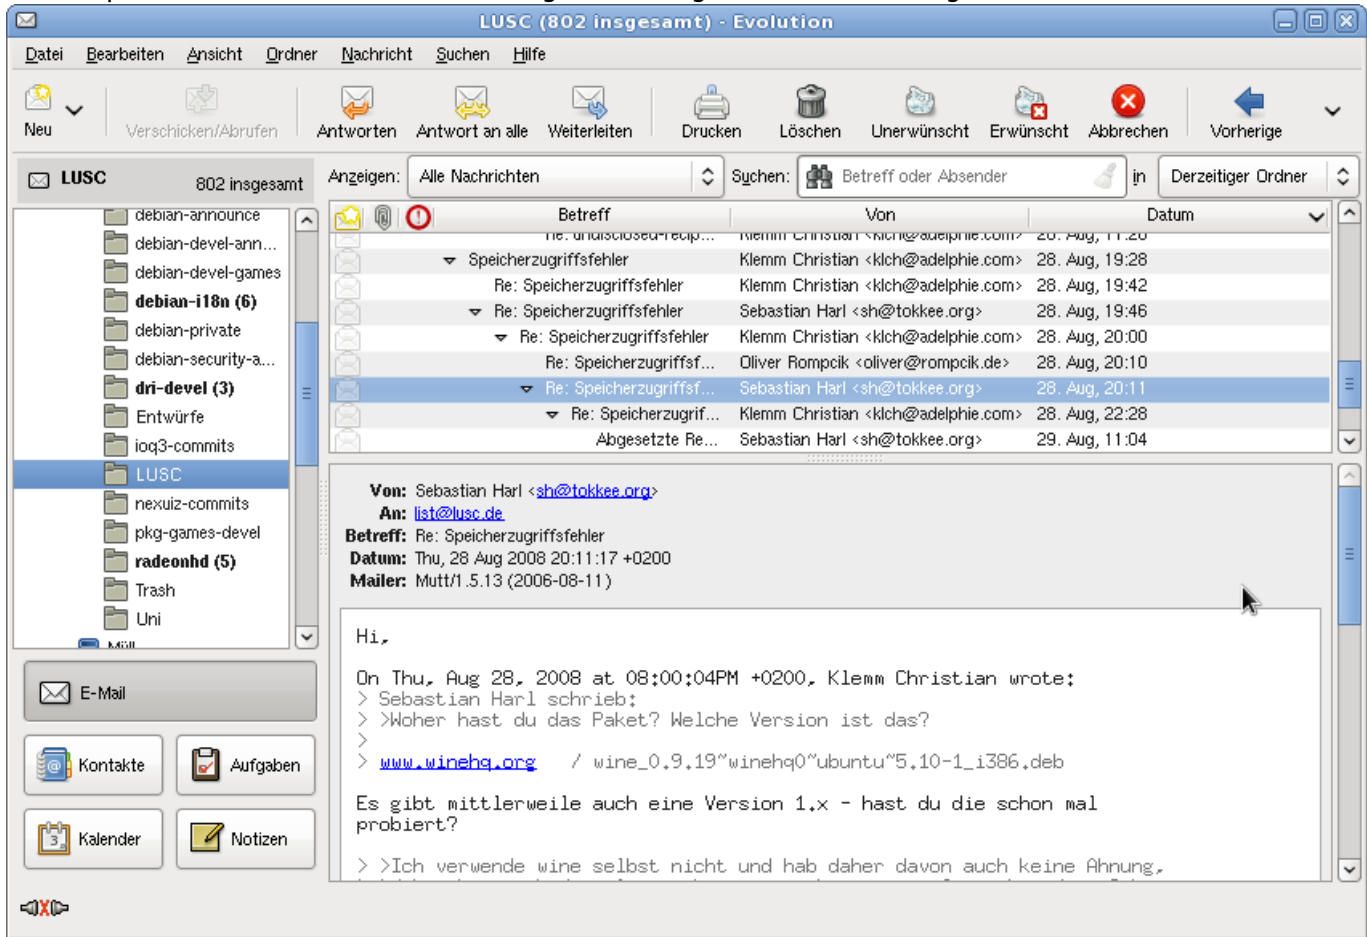 LUSC (802 insgesamt) - Evolution
Datei Bearbeiten Ansicht Ordner Nachricht Suchen Hilfe
Neu Verschicken/Abrufen Antworten Antwort an alle Weiterleiten Drucken Löschen Unerwünscht Erwünscht Abbrechen Vorherige
LUSC 802 insgesamt
Anzeigen: Alle Nachrichten Suchen: Betreff oder Absender in Derzeitiger Ordner
debian-announce
debian-devel-ann...
debian-devel-games
debian-i18n (6)
debian-private
debian-security-a...
dri-devel (3)
Entwürfe
ioq3-commits
LUSC
nexuiz-commits
pkg-games-devel
radeonhd (5)
Trash
Uni
Müll
E-Mail
Kontakte Aufgaben
Kalender Notizen
Betreff Von Datum
Re: undisclosed-recip... Klemm Christian <klch@adelphie.com> 28. Aug, 11:20
Speicherzugriffsfehler Klemm Christian <klch@adelphie.com> 28. Aug, 19:28
Re: Speicherzugriffsfehler Klemm Christian <klch@adelphie.com> 28. Aug, 19:42
Re: Speicherzugriffsfehler Sebastian Harl <sh@tokkee.org> 28. Aug, 19:46
Re: Speicherzugriffsfehler Klemm Christian <klch@adelphie.com> 28. Aug, 20:00
Re: Speicherzugriffsf... Oliver Rompcik <oliver@rompcik.de> 28. Aug, 20:10
Re: Speicherzugriffsf... Sebastian Harl <sh@tokkee.org> 28. Aug, 20:11
Re: Speicherzugrif... Klemm Christian <klch@adelphie.com> 28. Aug, 22:28
Abgesetzte Re... Sebastian Harl <sh@tokkee.org> 29. Aug, 11:04
Von: Sebastian Harl <sh@tokkee.org>
An: list@lusc.de
Betreff: Re: Speicherzugriffsfehler
Datum: Thu, 28 Aug 2008 20:11:17 +0200
Mailer: Mutt/1.5.13 (2006-08-11)
Hi,
On Thu, Aug 28, 2008 at 08:00:04PM +0200, Klemm Christian wrote:
> Sebastian Harl schrieb:
> >Woher hast du das Paket? Welche Version ist das?
>
> www.winehq.org / wine_0.9.19~winehq0~ubuntu~5.10-1_i386.deb
Es gibt mittlerweile auch eine Version 1.x - hast du die schon mal
probiert?
> >Ich verwende wine selbst nicht und hab daher davon auch keine Ahnung,